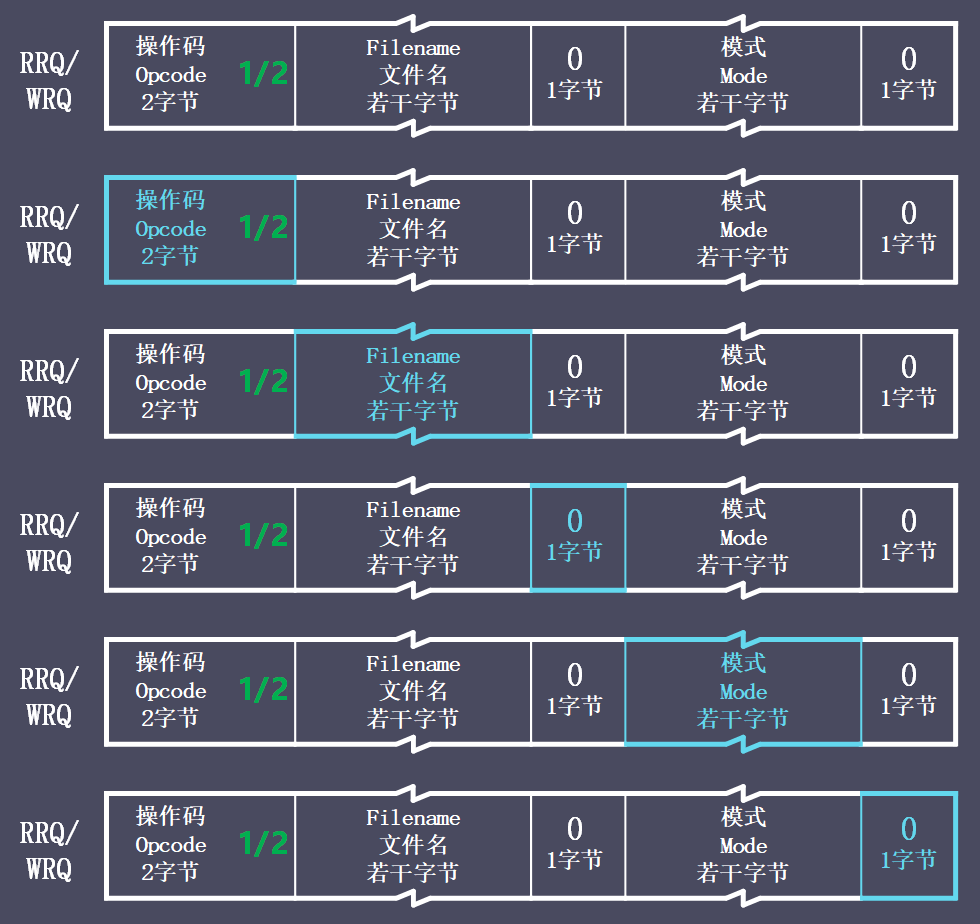 RRQ/
WRQ
操作码
Opcode
2字节
1/2
Filename
文件名
若干字节
0
1字节
模式
Mode
若干字节
0
1字节
RRQ/
WRQ
操作码
Opcode
2字节
1/2
Filename
文件名
若干字节
0
1字节
模式
Mode
若干字节
0
1字节
RRQ/
WRQ
操作码
Opcode
2字节
1/2
Filename
文件名
若干字节
0
1字节
模式
Mode
若干字节
0
1字节
RRQ/
WRQ
操作码
Opcode
2字节
1/2
Filename
文件名
若干字节
0
1字节
模式
Mode
若干字节
0
1字节
RRQ/
WRQ
操作码
Opcode
2字节
1/2
Filename
文件名
若干字节
0
1字节
模式
Mode
若干字节
0
1字节
RRQ/
WRQ
操作码
Opcode
2字节
1/2
Filename
文件名
若干字节
0
1字节
模式
Mode
若干字节
0
1字节